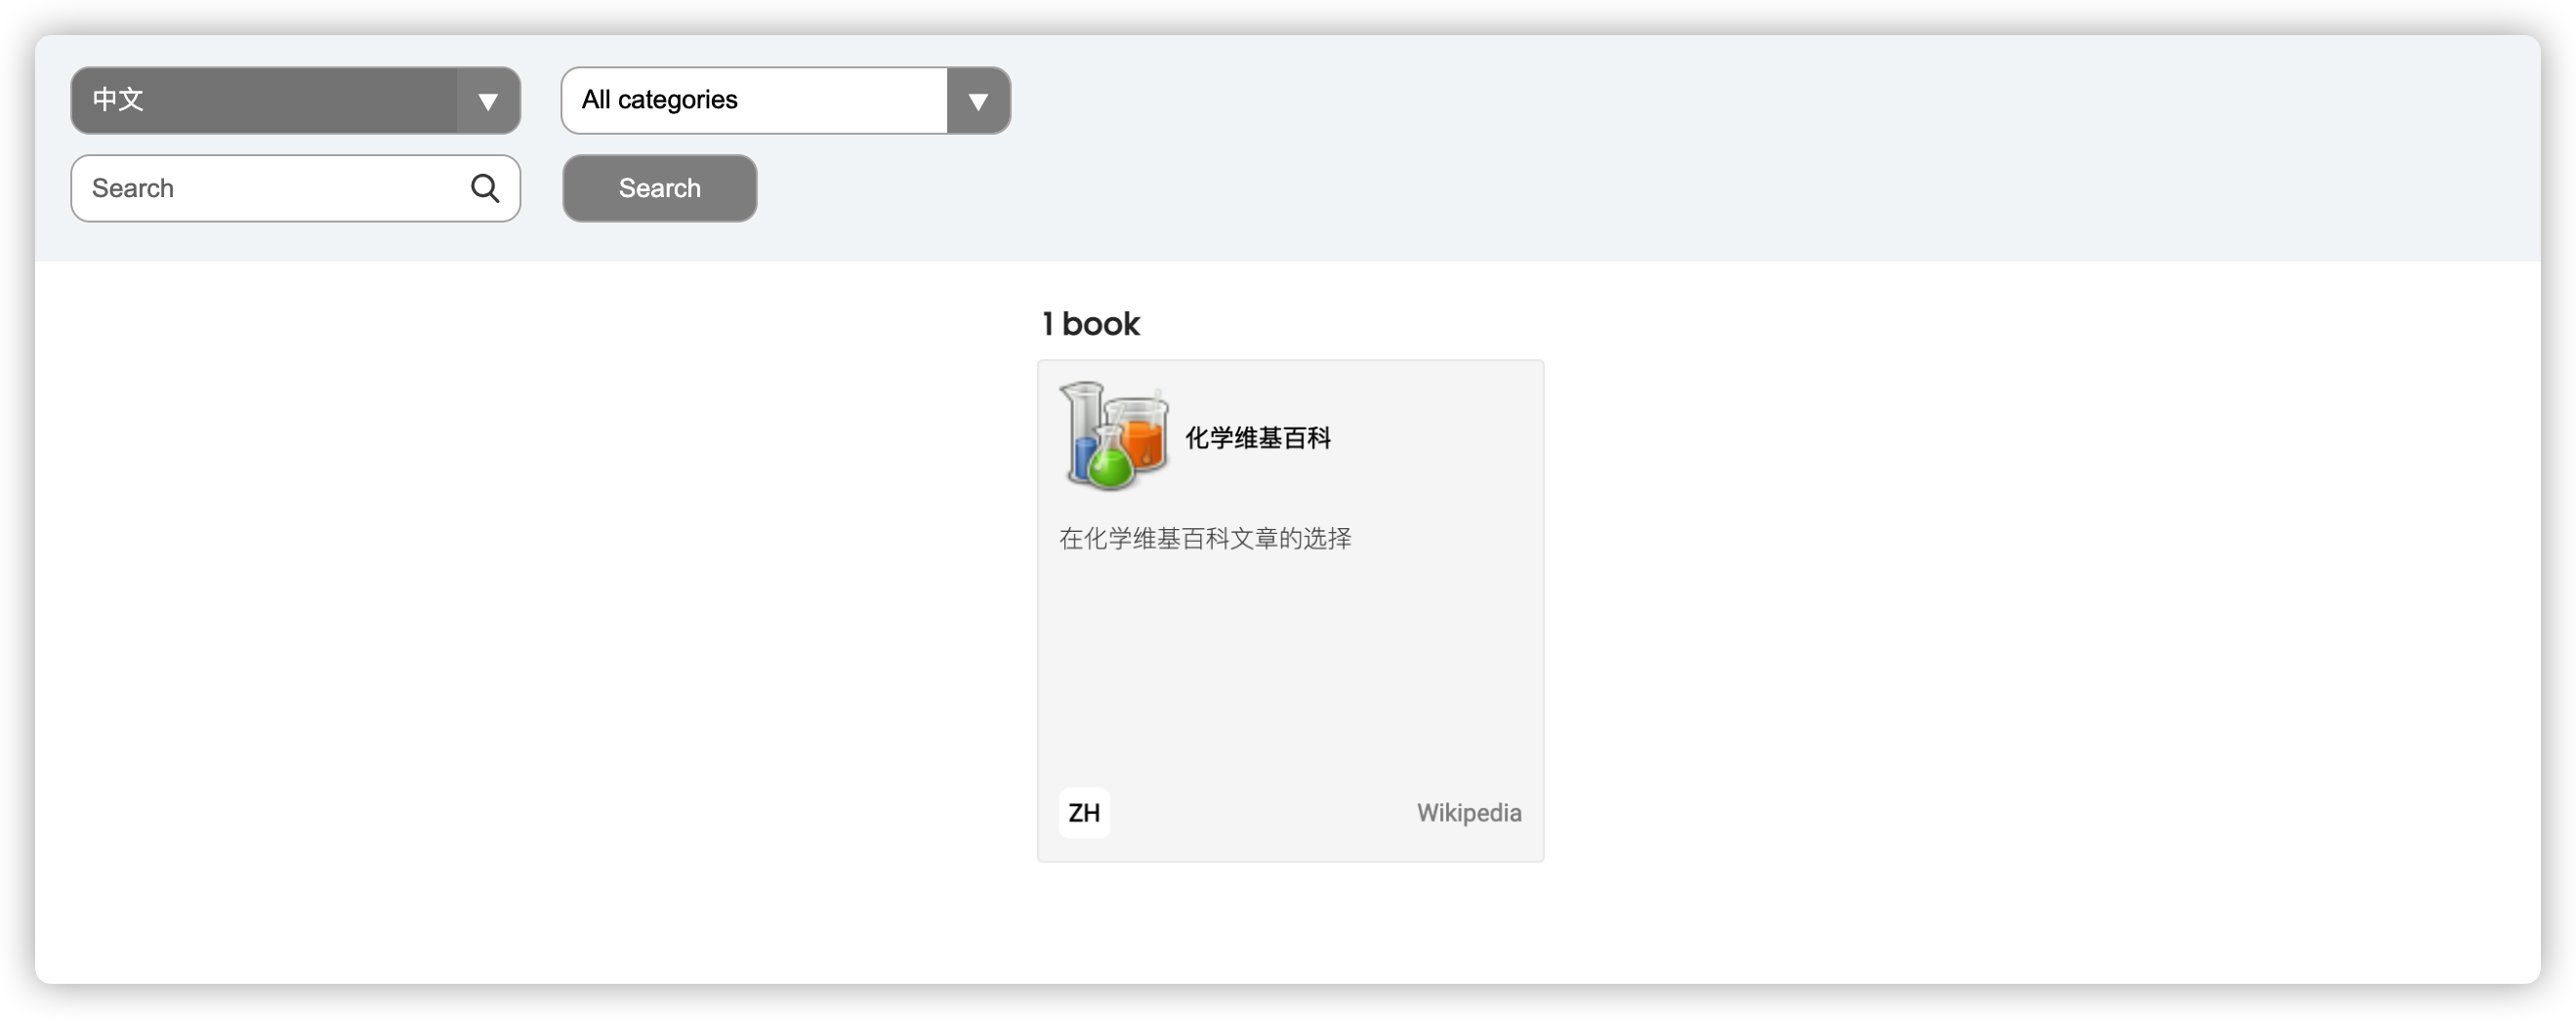 中文
All categories
Search
Search
1 book
化学维基百科
在化学维基百科文章的选择
ZH
Wikipedia